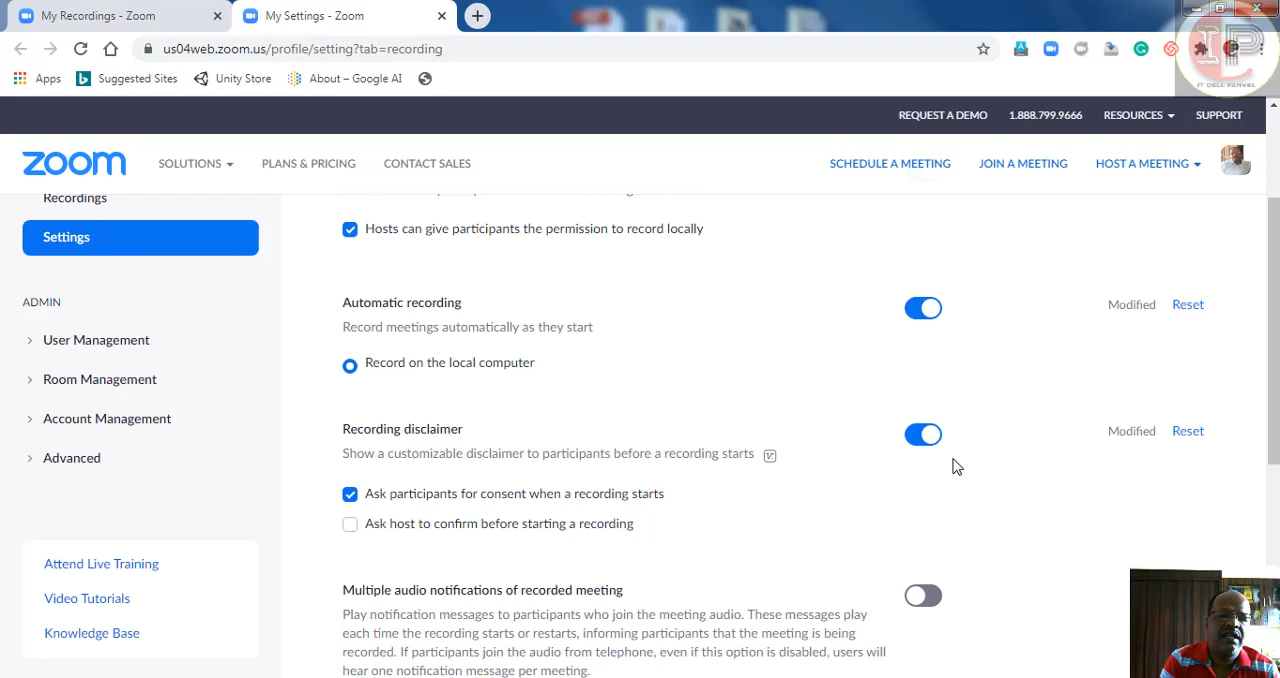 My Recordings - Zoom
My Settings - Zoom
us04web.zoom.us/profile/setting?tab=recording
Apps
Suggested Sites
Unity Store
About – Google AI
IT DELL PANVEL
REQUEST A DEMO
1.888.799.9666
RESOURCES
SUPPORT
zoom
SOLUTIONS
PLANS & PRICING
CONTACT SALES
SCHEDULE A MEETING
JOIN A MEETING
HOST A MEETING
Recordings
Settings
ADMIN
User Management
Room Management
Account Management
Advanced
Attend Live Training
Video Tutorials
Knowledge Base
Hosts can give participants the permission to record locally
Automatic recording
Modified
Reset
Record meetings automatically as they start
Record on the local computer
Recording disclaimer
Modified
Reset
Show a customizable disclaimer to participants before a recording starts
Ask participants for consent when a recording starts
Ask host to confirm before starting a recording
Multiple audio notifications of recorded meeting
Play notification messages to participants who join the meeting audio. These messages play
each time the recording starts or restarts, informing participants that the meeting is being
recorded. If participants join the audio from telephone, even if this option is disabled, users will
hear one notification message per meeting.